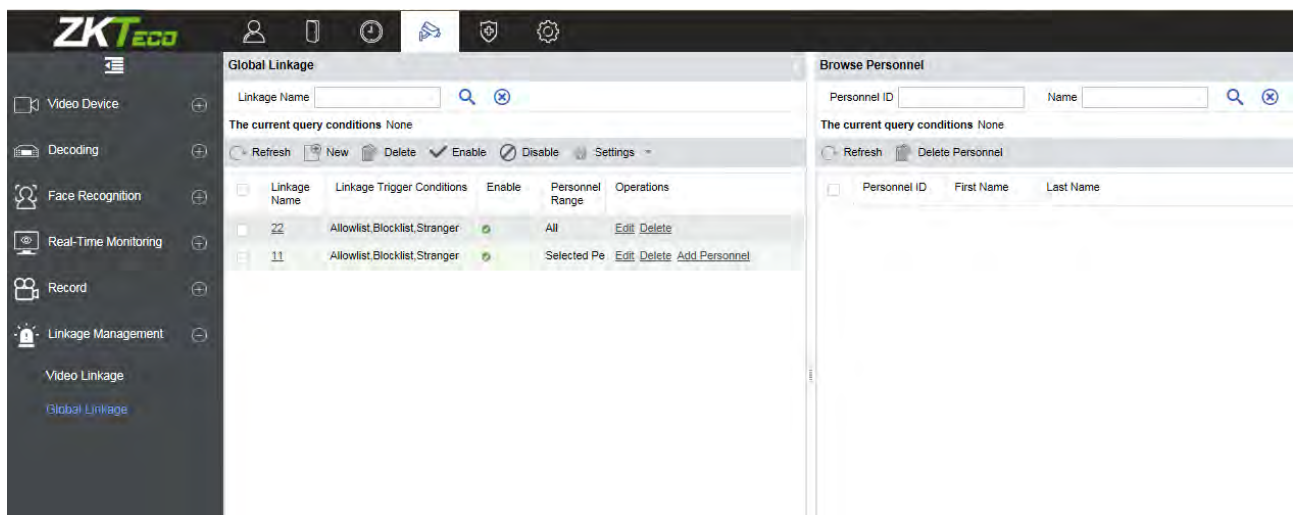 ZKTeco
Global Linkage
Browse Personnel
Linkage Name
Personnel ID
Name
The current query conditions None
The current query conditions None
Refresh New Delete Enable Disable Settings
Refresh Delete Personnel
Linkage Name
Linkage Trigger Conditions
Enable
Personnel Range
Operations
Personnel ID
First Name
Last Name
22 Allowlist,Blocklist,Stranger All Edit Delete
11 Allowlist,Blocklist,Stranger Selected Pe Edit Delete Add Personnel
Video Device
Decoding
Face Recognition
Real-Time Monitoring
Record
Linkage Management
Video Linkage
Global Linkage